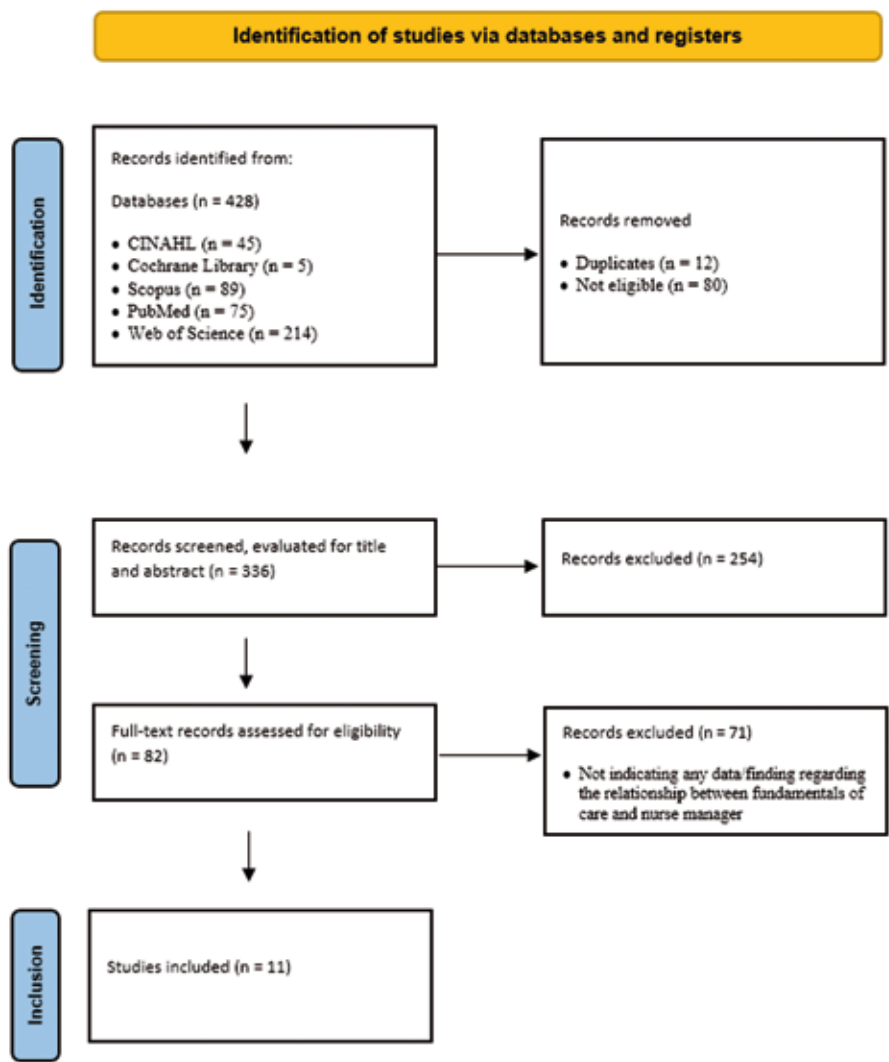 Identification of studies via databases and registers
Identification
Records identified from:
Databases (n = 428)
• CINAHL (n = 45)
• Cochrane Library (n = 5)
• Scopus (n = 89)
• PubMed (n = 75)
• Web of Science (n = 214)
Records removed
• Duplicates (n = 12)
• Not eligible (n = 80)
Screening
Records screened, evaluated for title
and abstract (n = 336)
Records excluded (n = 254)
Full-text records assessed for eligibility
(n = 82)
Records excluded (n = 71)
• Not indicating any data/finding regarding
the relationship between fundamentals of
care and nurse manager
Inclusion
Studies included (n = 11)